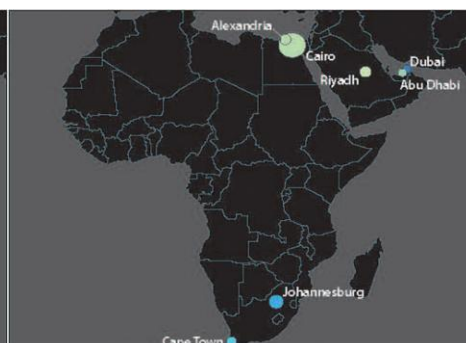 Alexandria
Cairo
Dubai
Riyadh
Abu Dhabi
Johannesburg
Cape Town